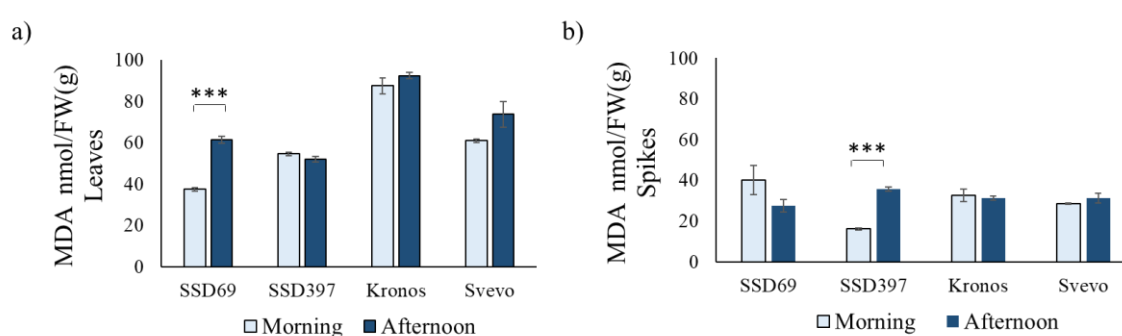 a)
MDA nmol/FW(g)
Leaves
100
80
60
40
20
0
***
SSD69 SSD397 Kronos Svevo
Morning Afternoon
b)
MDA nmol/FW(g)
Spikes
100
80
60
40
20
0
***
SSD69 SSD397 Kronos Svevo
Morning Afternoon